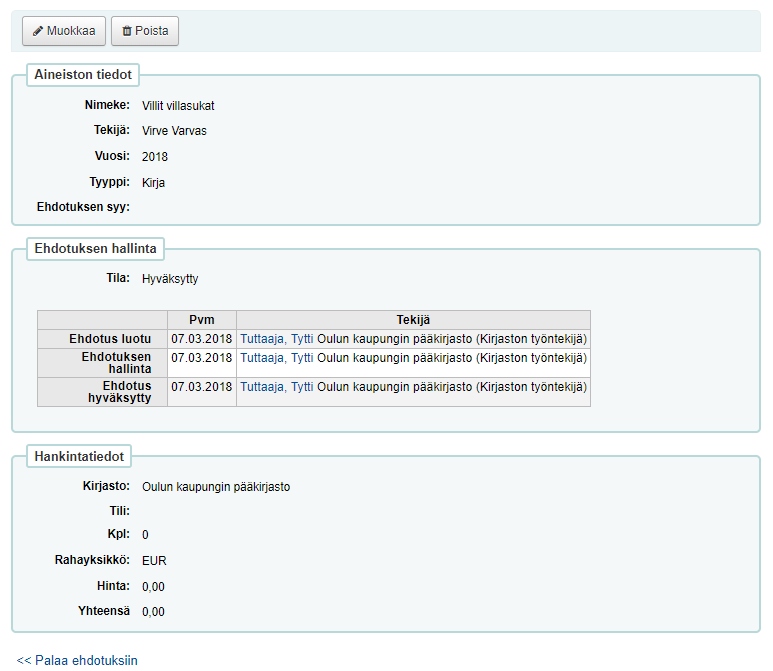 Muokkaa Poista
Aineiston tiedot
Nimeke: Villit villasukat
Tekijä: Virve Varvas
Vuosi: 2018
Tyyppi: Kirja
Ehdotuksen syy:
Ehdotuksen hallinta
Tila: Hyväksytty
Pvm Tekijä
Ehdotus luotu 07.03.2018 Tuttaaja, Tytti Oulun kaupungin pääkirjasto (Kirjaston työntekijä)
Ehdotuksen 07.03.2018 Tuttaaja, Tytti Oulun kaupungin pääkirjasto (Kirjaston työntekijä)
hallinta
Ehdotus 07.03.2018 Tuttaaja, Tytti Oulun kaupungin pääkirjasto (Kirjaston työntekijä)
hyväksytty
Hankintatiedot
Kirjasto: Oulun kaupungin pääkirjasto
Tili:
Kpl: 0
Rahayksikkö: EUR
Hinta: 0,00
Yhteensä 0,00
<< Palaa ehdotuksiin